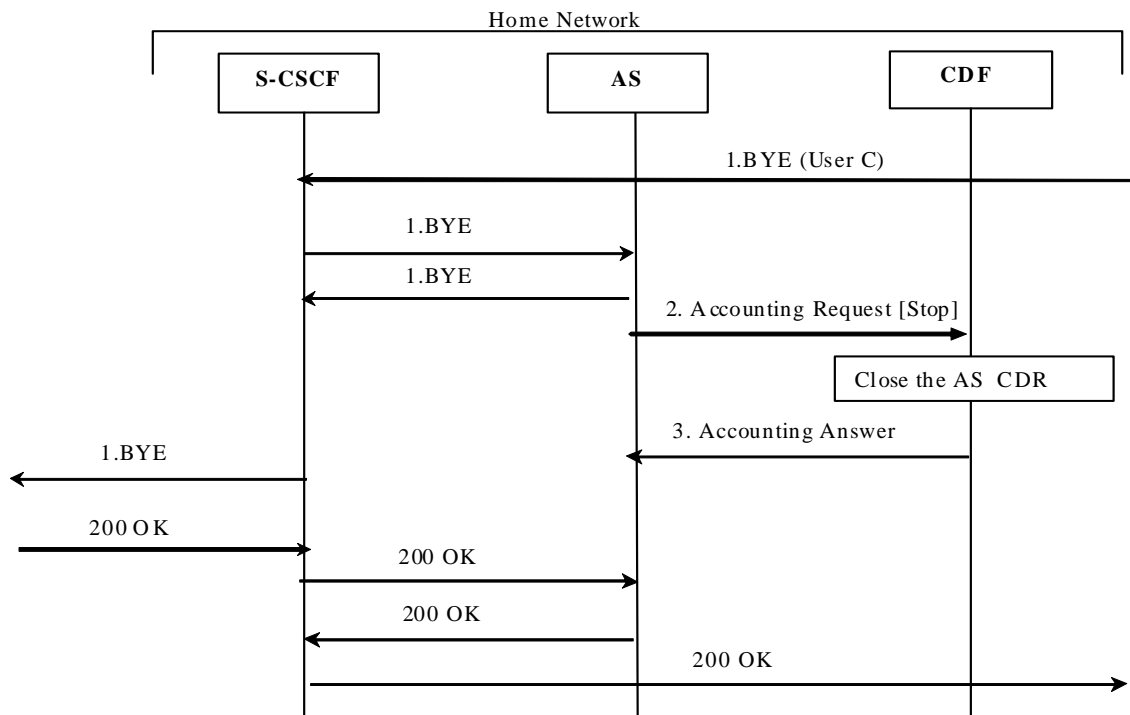 Home Network
S-CSCF
AS
CDF
1.BYE (User C)
1.BYE
1.BYE
2. Accounting Request [Stop]
Close the AS CDR
3. Accounting Answer
1.BYE
200 OK
200 OK
200 OK
200 OK